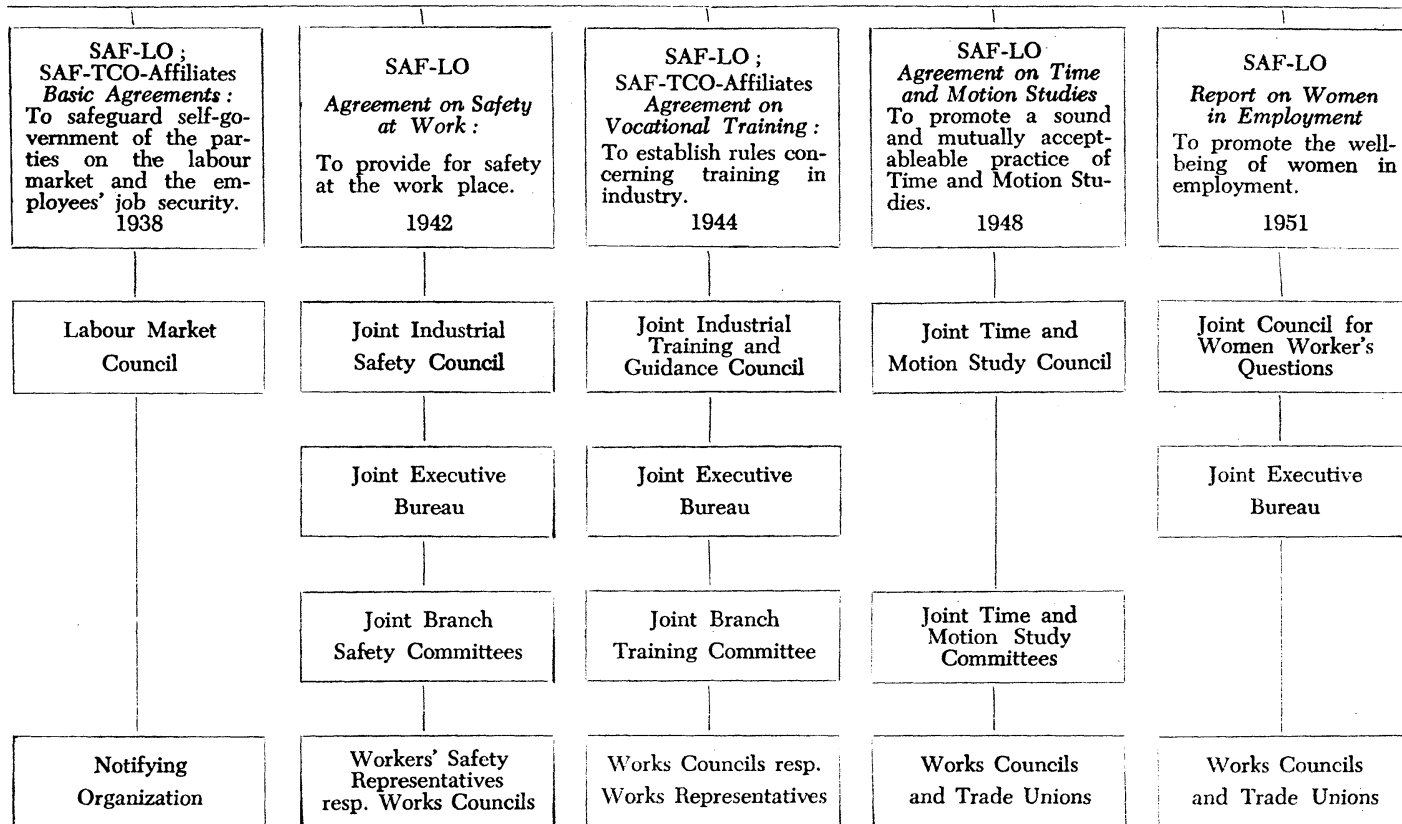 SAF-LO ;
SAF-TCO-Affiliates
Basic Agreements :
To safeguard self-go-
vernment of the par-
ties on the labour
market and the em-
ployees' job security.
1938
Labour Market
Council
Notifying
Organization
SAF-LO
Agreement on Safety
at Work :
To provide for safety
at the work place.
1942
Joint Industrial
Safety Council
Joint Executive
Bureau
Joint Branch
Safety Committees
Workers' Safety
Representatives
resp. Works Councils
SAF-LO ;
SAF-TCO-Affiliates
Agreement on
Vocational Training :
To establish rules con-
cerning training in
industry.
1944
Joint Industrial
Training and
Guidance Council
Joint Executive
Bureau
Joint Branch
Training Committee
Works Councils resp.
Works Representatives
SAF-LO
Agreement on Time
and Motion Studies
To promote a sound
and mutually accept-
ableable practice of
Time and Motion Stu-
dies.
1948
Joint Time and
Motion Study Council
Joint Time and
Motion Study
Committees
Works Councils
and Trade Unions
SAF-LO
Report on Women
in Employment
To promote the well-
being of women in
employment.
1951
Joint Council for
Women Worker's
Questions
Joint Executive
Bureau
Works Councils
and Trade Unions